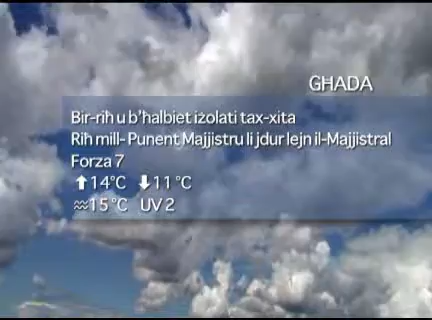 GĦADA
Bir-riħ u b'ħalbiet iżolati tax-xita
Riħ mill- Punent Majjistru li jdur lejn il-Majjistral
Forza 7
⬆14°C ⬇11°C
≈15°C UV 2